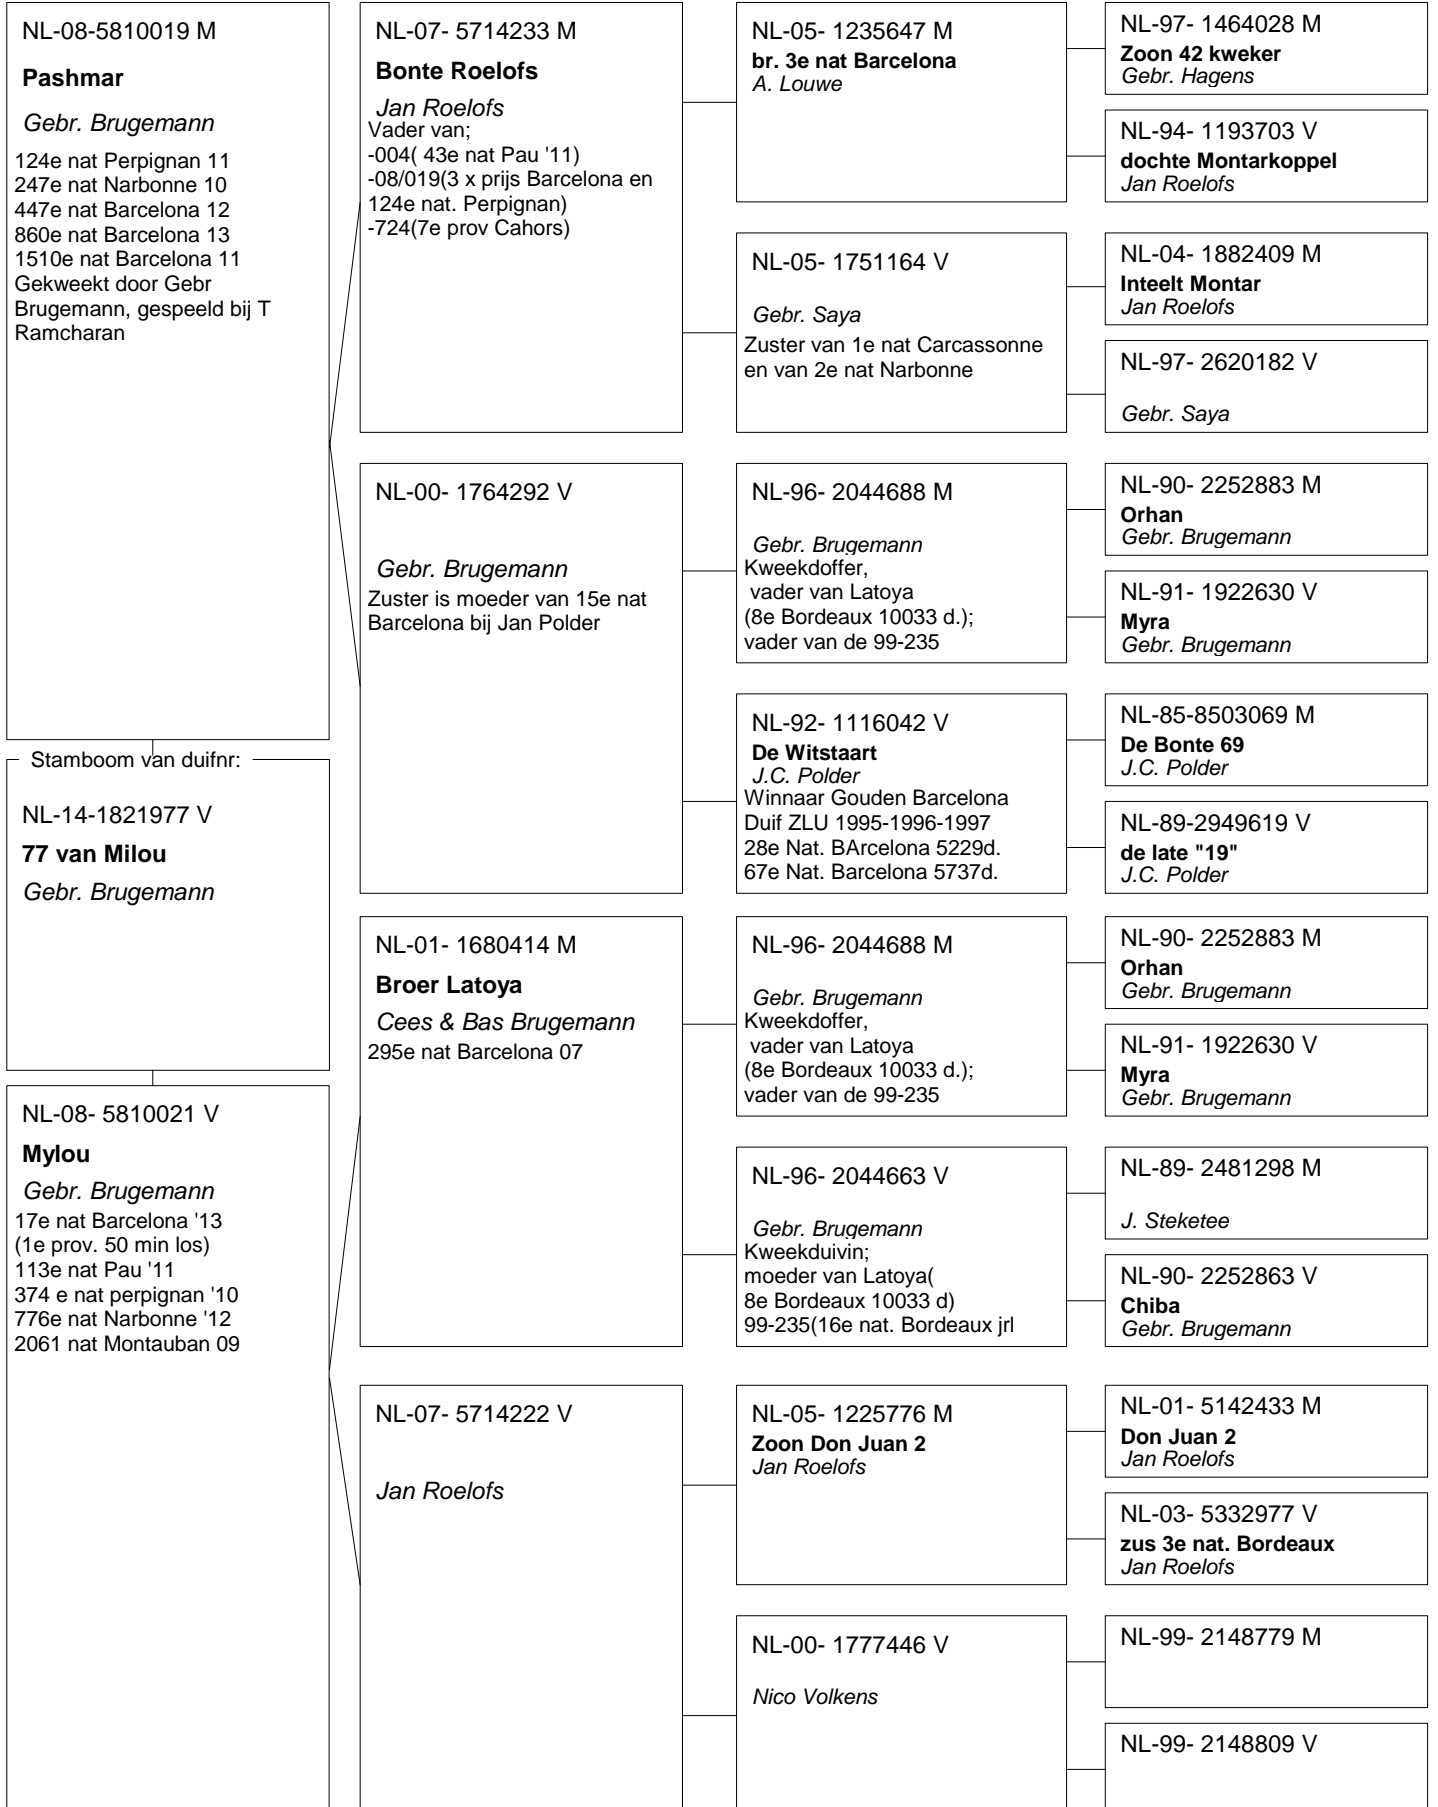 NL-08-5810019 M
Pashmar
Gebr. Brugemann
124e nat Perpignan 11
247e nat Narbonne 10
447e nat Barcelona 12
860e nat Barcelona 13
1510e nat Barcelona 11
Gekweekt door Gebr
Brugemann, gespeeld bij T
Ramcharan
Stamboom van duifnr:
NL-14-1821977 V
77 van Milou
Gebr. Brugemann
NL-08- 5810021 V
Mylou
Gebr. Brugemann
17e nat Barcelona '13
(1e prov. 50 min los)
113e nat Pau '11
374 e nat perpignan '10
776e nat Narbonne '12
2061 nat Montauban 09
NL-07- 5714233 M
Bonte Roelofs
Jan Roelofs
Vader van;
-004( 43e nat Pau '11)
-08/019(3 x prijs Barcelona en
124e nat. Perpignan)
-724(7e prov Cahors)
NL-00- 1764292 V
Gebr. Brugemann
Zuster is moeder van 15e nat
Barcelona bij Jan Polder
NL-01- 1680414 M
Broer Latoya
Cees & Bas Brugemann
295e nat Barcelona 07
NL-07- 5714222 V
Jan Roelofs
NL-05- 1235647 M
br. 3e nat Barcelona
A. Louwe
NL-05- 1751164 V
Gebr. Saya
Zuster van 1e nat Carcassonne
en van 2e nat Narbonne
NL-96- 2044688 M
Gebr. Brugemann
Kweekdoffer,
vader van Latoya
(8e Bordeaux 10033 d.);
vader van de 99-235
NL-92- 1116042 V
De Witstaart
J.C. Polder
Winnaar Gouden Barcelona
Duif ZLU 1995-1996-1997
28e Nat. BArcelona 5229d.
67e Nat. Barcelona 5737d.
NL-96- 2044688 M
Gebr. Brugemann
Kweekdoffer,
vader van Latoya
(8e Bordeaux 10033 d.);
vader van de 99-235
NL-96- 2044663 V
Gebr. Brugemann
Kweekduivin;
moeder van Latoya(
8e Bordeaux 10033 d)
99-235(16e nat. Bordeaux jrl
NL-05- 1225776 M
Zoon Don Juan 2
Jan Roelofs
NL-00- 1777446 V
Nico Volkens
NL-97- 1464028 M
Zoon 42 kweker
Gebr. Hagens
NL-94- 1193703 V
dochte Montarkoppel
Jan Roelofs
NL-04- 1882409 M
Inteelt Montar
Jan Roelofs
NL-97- 2620182 V
Gebr. Saya
NL-90- 2252883 M
Orhan
Gebr. Brugemann
NL-91- 1922630 V
Myra
Gebr. Brugemann
NL-85-8503069 M
De Bonte 69
J.C. Polder
NL-89-2949619 V
de late "19"
J.C. Polder
NL-90- 2252883 M
Orhan
Gebr. Brugemann
NL-91- 1922630 V
Myra
Gebr. Brugemann
NL-89- 2481298 M
J. Steketee
NL-90- 2252863 V
Chiba
Gebr. Brugemann
NL-01- 5142433 M
Don Juan 2
Jan Roelofs
NL-03- 5332977 V
zus 3e nat. Bordeaux
Jan Roelofs
NL-99- 2148779 M
NL-99- 2148809 V